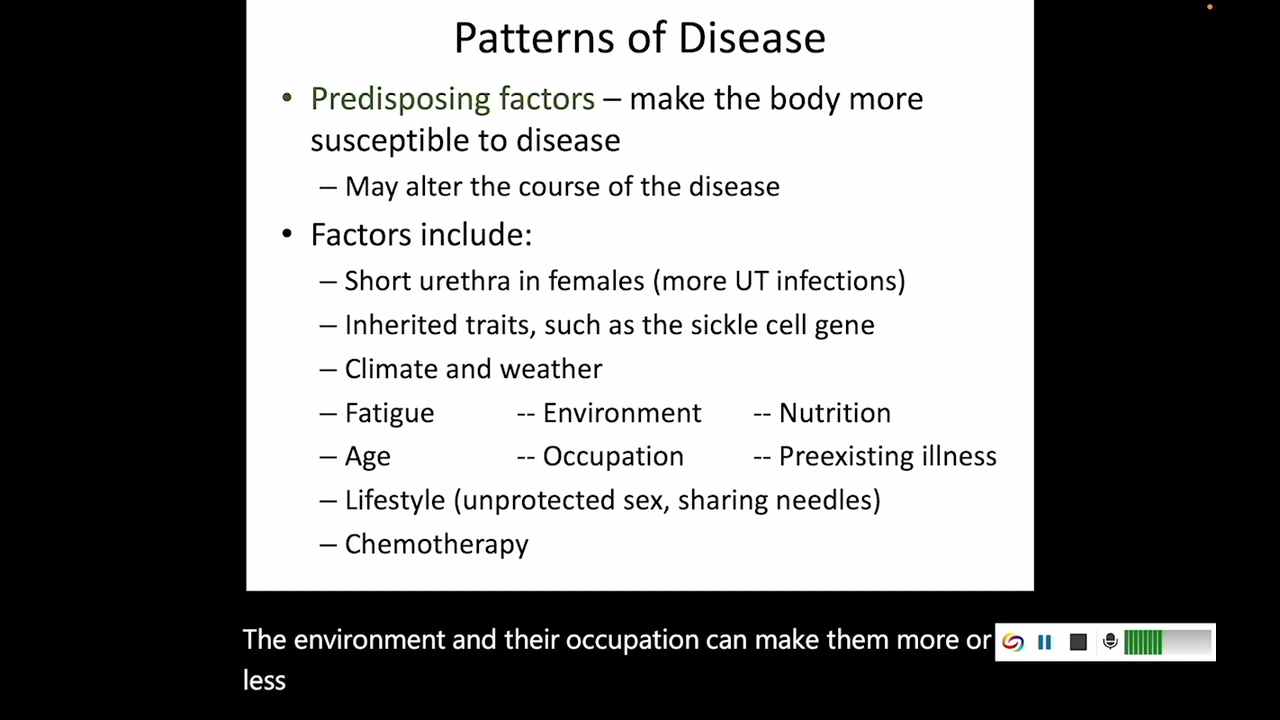 Patterns of Disease
• Predisposing factors – make the body more
susceptible to disease
– May alter the course of the disease
• Factors include:
– Short urethra in females (more UT infections)
– Inherited traits, such as the sickle cell gene
– Climate and weather
– Fatigue -- Environment -- Nutrition
– Age -- Occupation -- Preexisting illness
– Lifestyle (unprotected sex, sharing needles)
– Chemotherapy
The environment and their occupation can make them more or
less